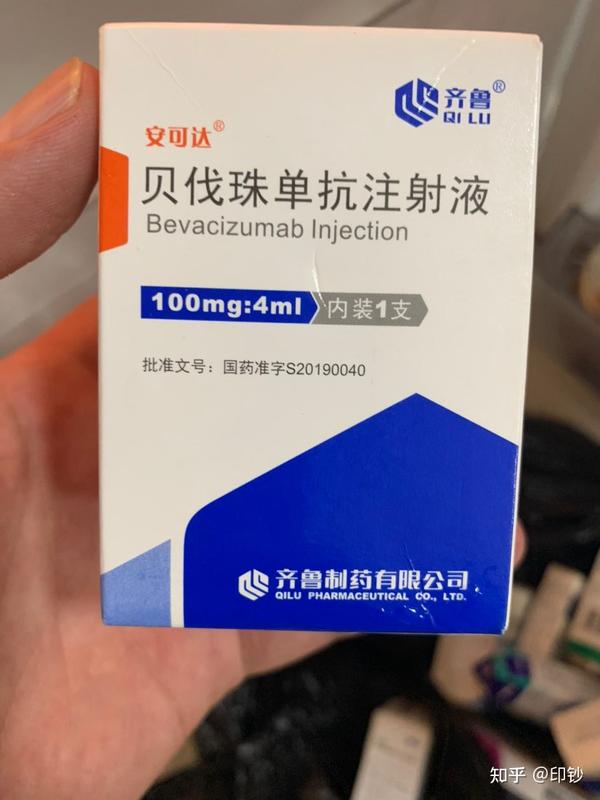 齐鲁®
QI LU
安可达®
贝伐珠单抗注射液
Bevacizumab Injection
100mg:4ml 内装1支
批准文号：国药准字S20190040
齐鲁制药有限公司
QILU PHARMACEUTICAL CO., LTD.
知乎 @印钞